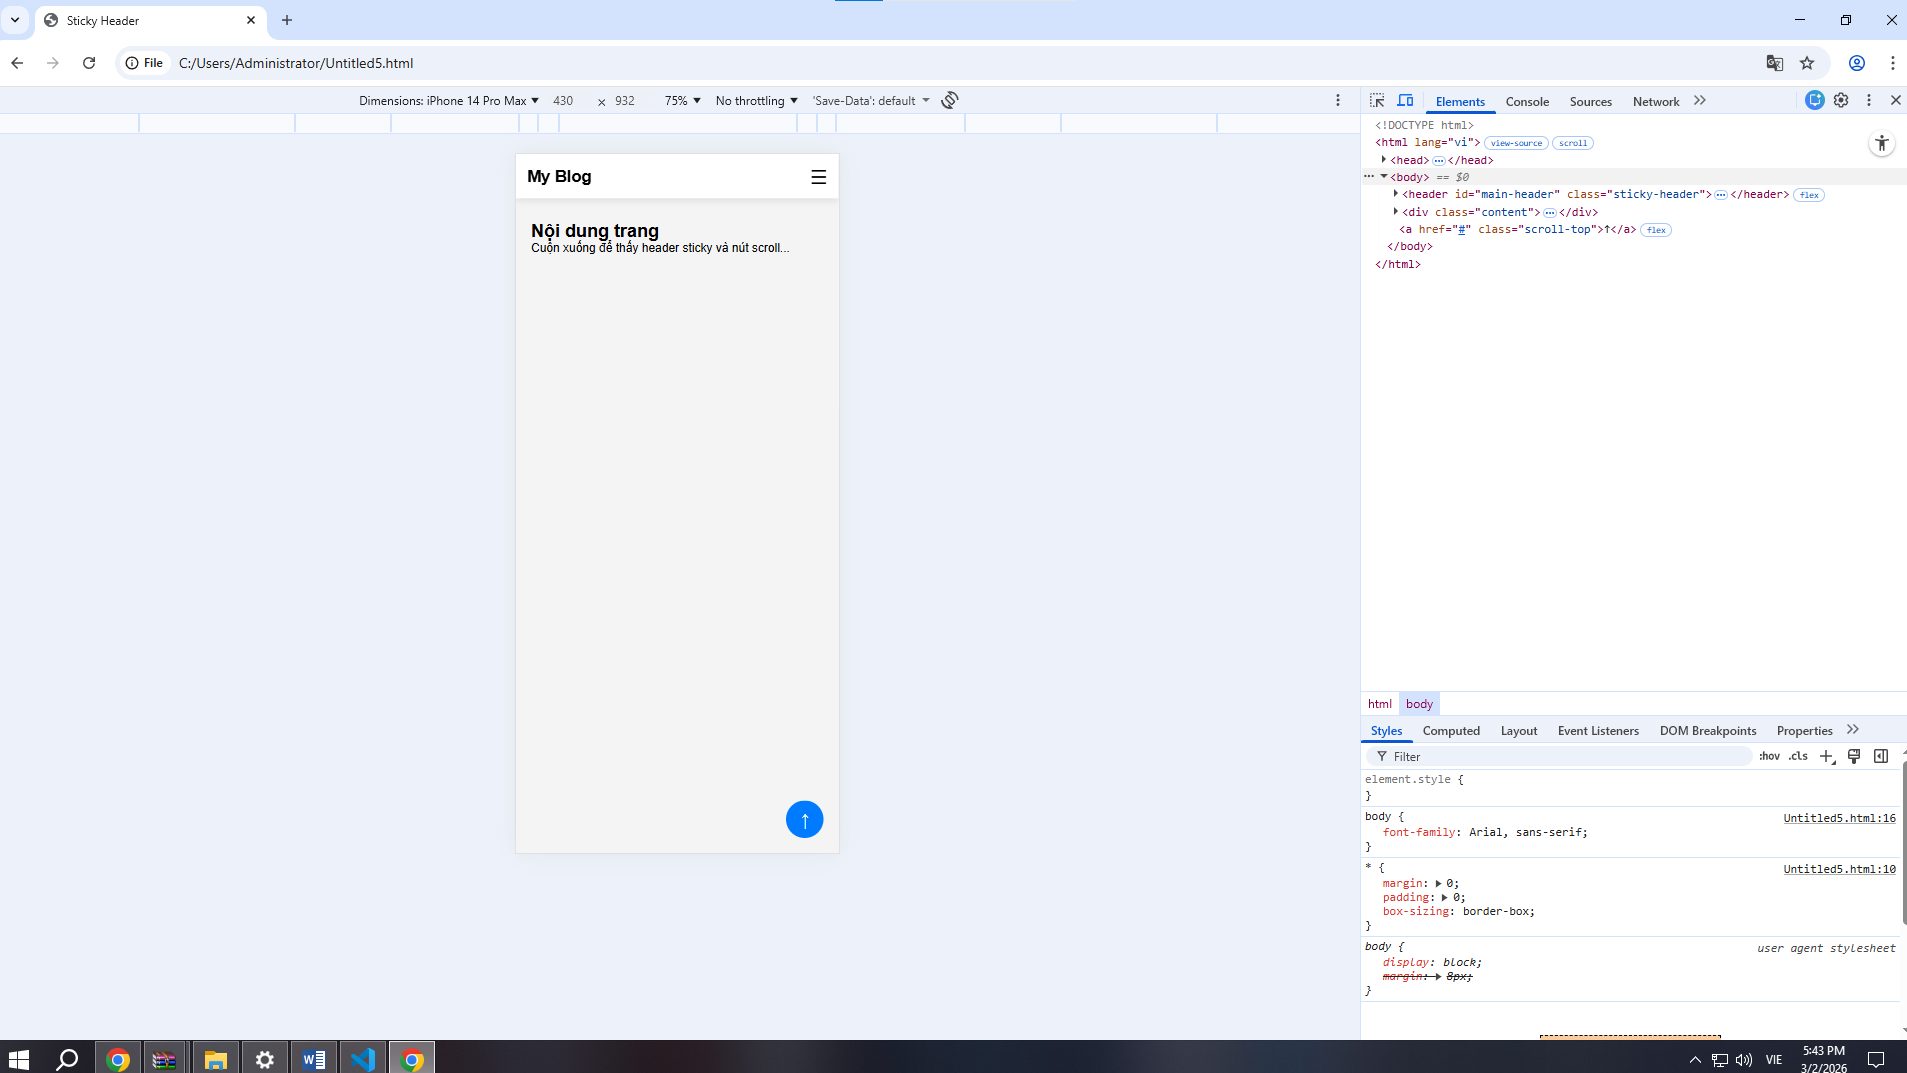 Sticky Header
File
C:/Users/Administrator/Untitled5.html
Dimensions: iPhone 14 Pro Max 430 × 932 75% No throttling 'Save-Data': default
My Blog
Nội dung trang
Cuộn xuống để thấy header sticky và nút scroll...
↑
Elements Console Sources Network
<!DOCTYPE html>
<html lang="vi"> view-source scroll
<head> … </head>
<body> == $0
<header id="main-header" class="sticky-header"> … </header> flex
<div class="content"> … </div>
<a href="#" class="scroll-top">↑</a> flex
</body>
</html>
html body
Styles Computed Layout Event Listeners DOM Breakpoints Properties
Filter :hov .cls
element.style {
}
body { Untitled5.html:16
font-family: Arial, sans-serif;
}
* { Untitled5.html:10
margin: 0;
padding: 0;
box-sizing: border-box;
}
body { user agent stylesheet
display: block;
margin: 8px;
}
VIE
5:43 PM
3/2/2026